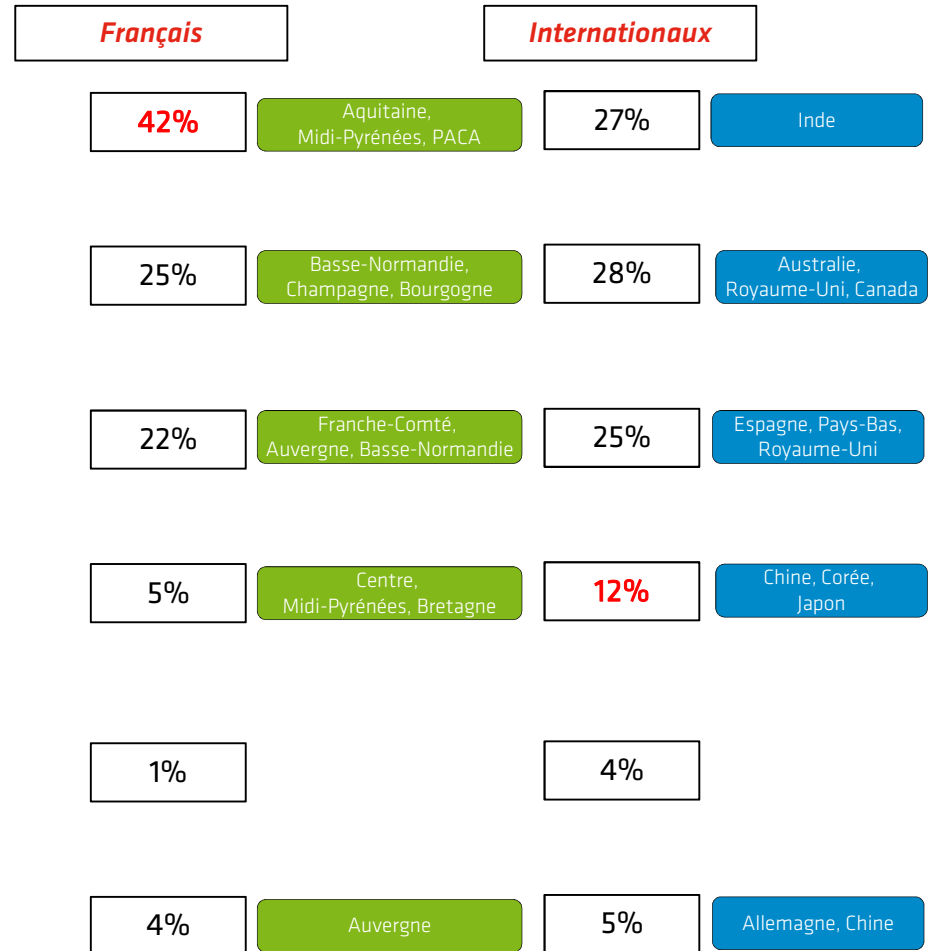 Français
Internationaux
42%
Aquitaine,
Midi-Pyrénées, PACA
27%
Inde
25%
Basse-Normandie,
Champagne, Bourgogne
28%
Australie,
Royaume-Uni, Canada
22%
Franche-Comté,
Auvergne, Basse-Normandie
25%
Espagne, Pays-Bas,
Royaume-Uni
5%
Centre,
Midi-Pyrénées, Bretagne
12%
Chine, Corée,
Japon
1%
4%
4%
Auvergne
5%
Allemagne, Chine